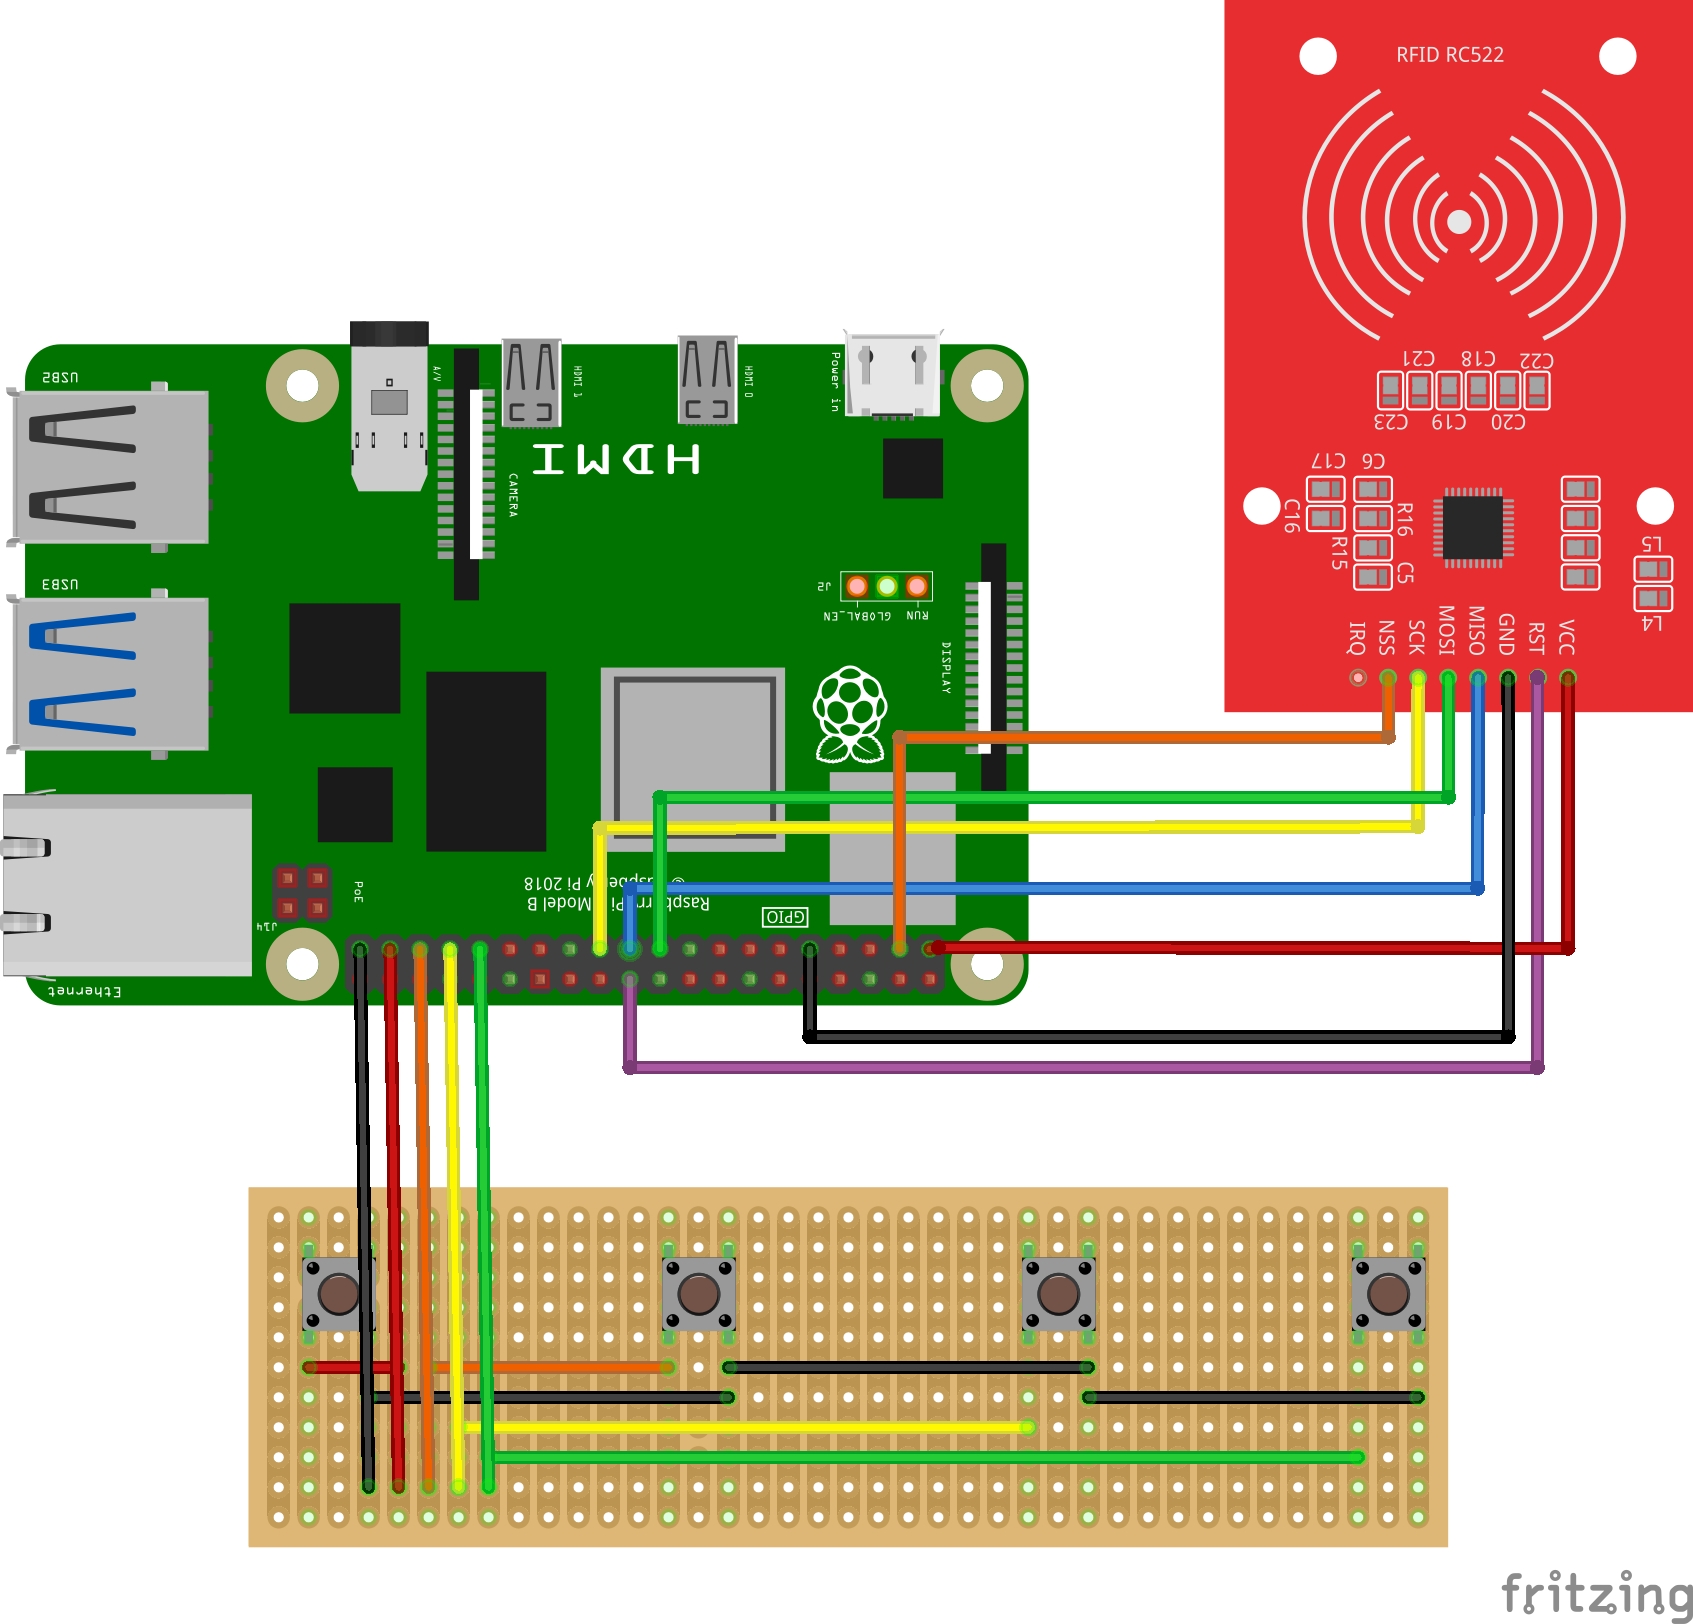 RFID RC522
C21
C18
C22
C23
C19
C20
C17
C6
C16
R16
R15
C5
L5
L4
IRQ
NSS
SCK
MOSI
MISO
GND
RST
VCC
USB2
A/V
HDMI 1
HDMI 0
Power in
HDMI
CAMERA
USB3
J2
GLOBAL_EN
RUN
DISPLAY
PoE
J14
Raspberry Pi Model B
© Raspberry Pi 2018
GPIO
Ethernet
fritzing